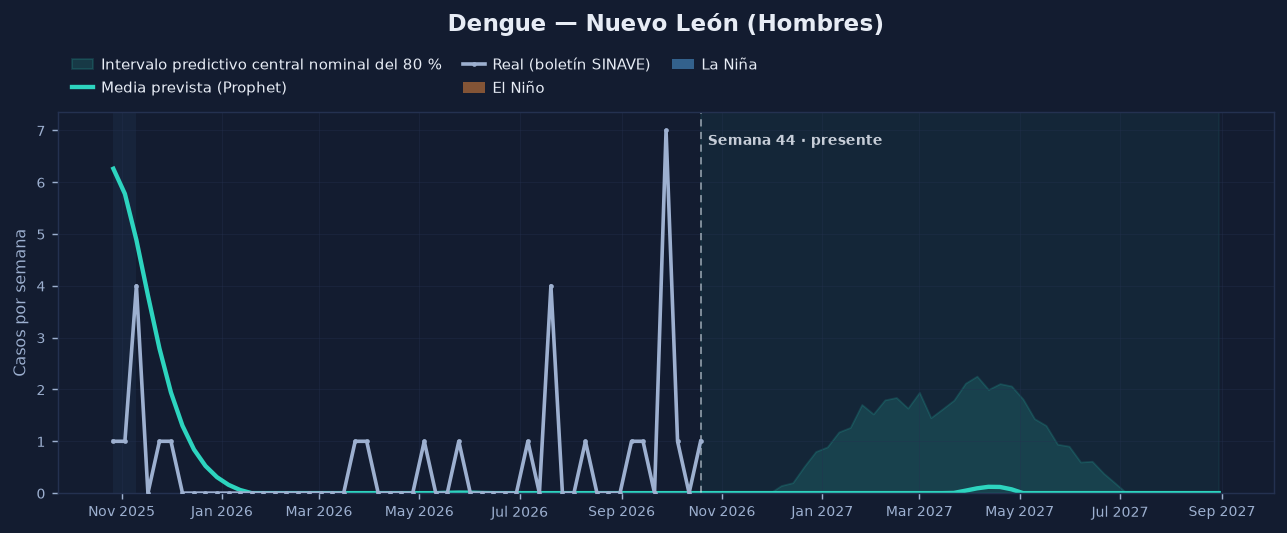 Dengue — Nuevo León (Hombres)
Intervalo predictivo central nominal del 80 %
Real (boletín SINAVE)
La Niña
Media prevista (Prophet)
El Niño
Semana 44 · presente
Casos por semana
7
6
5
4
3
2
1
0
Nov 2025
Jan 2026
Mar 2026
May 2026
Jul 2026
Sep 2026
Nov 2026
Jan 2027
Mar 2027
May 2027
Jul 2027
Sep 2027